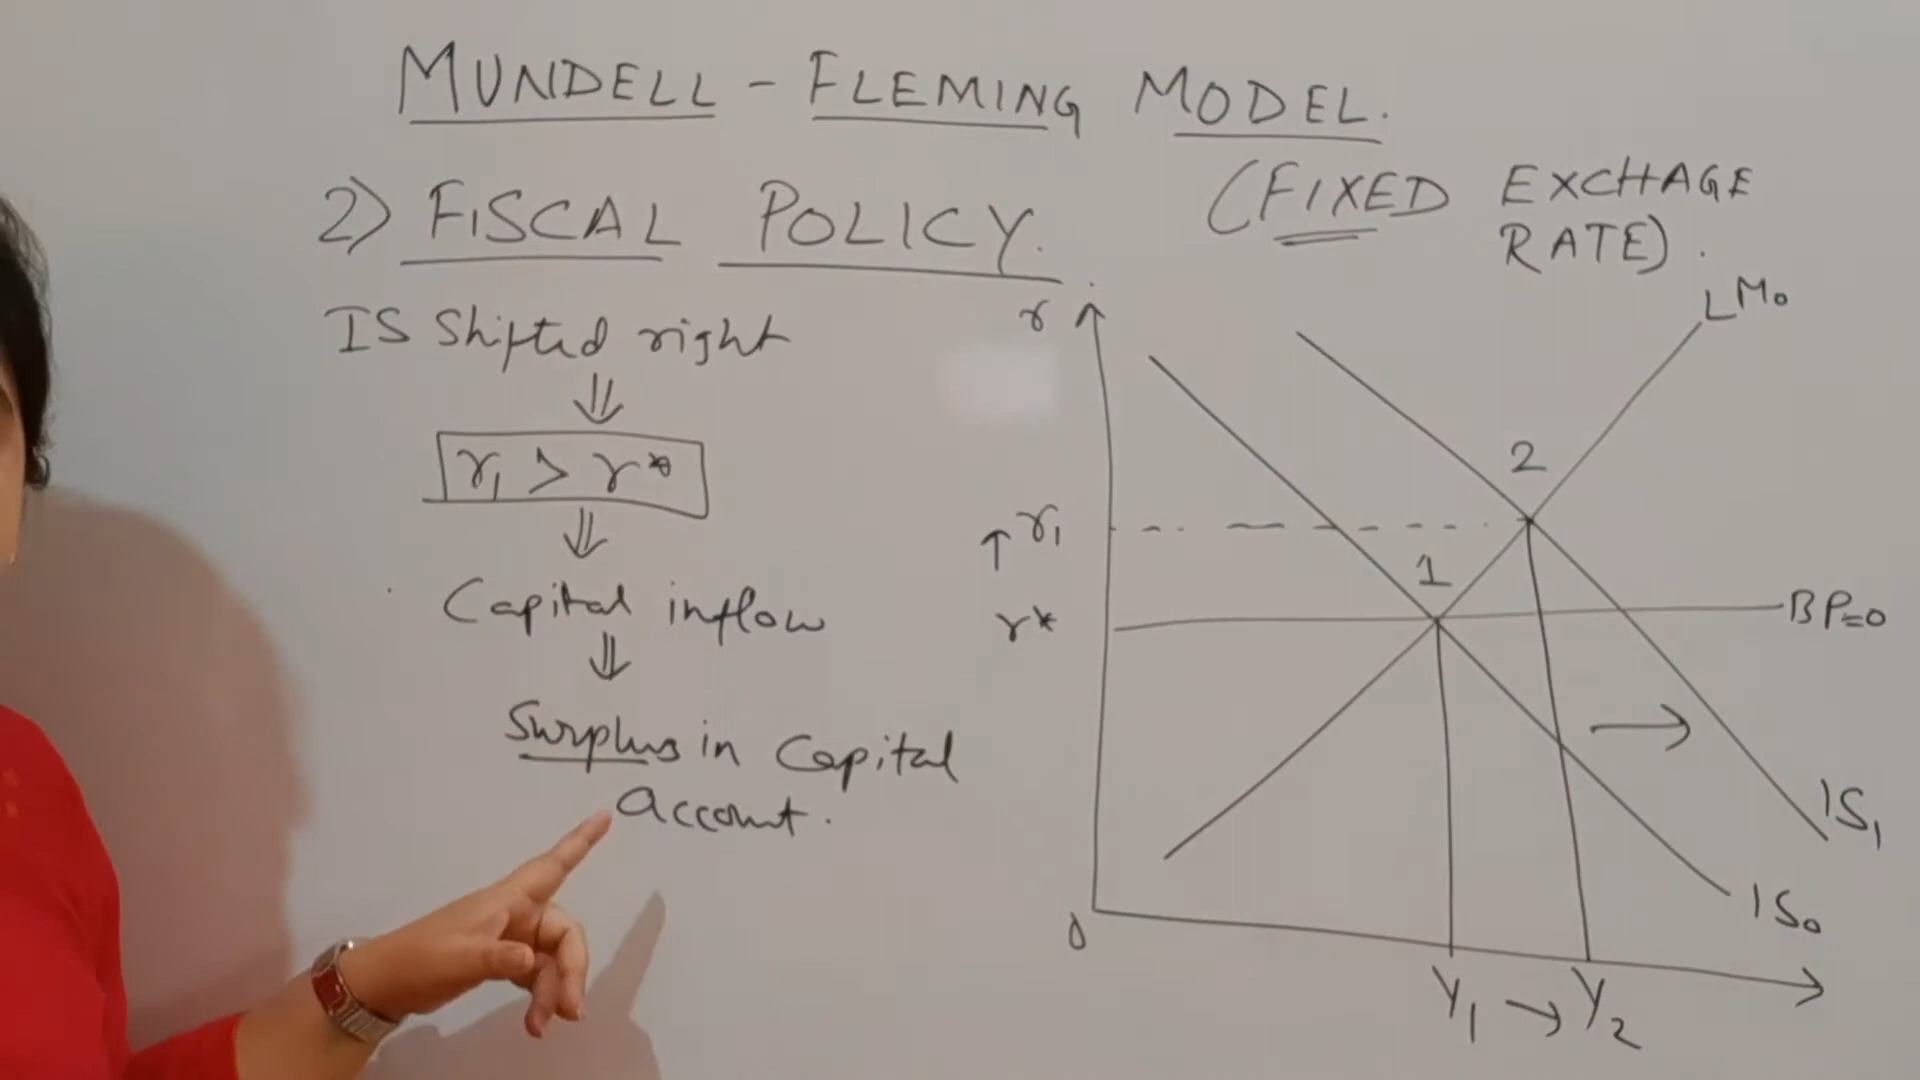 MUNDELL - FLEMING MODEL.
(FIXED EXCHAGE
RATE).
2) FISCAL POLICY.
IS Shifted right
⇓
r₁ > r*
⇓
Capital inflow
⇓
Surplus in Capital
account.
r
LM₀
2
↑ r₁
1
r*
BP=0
→
IS₁
IS₀
0
Y₁ → Y₂